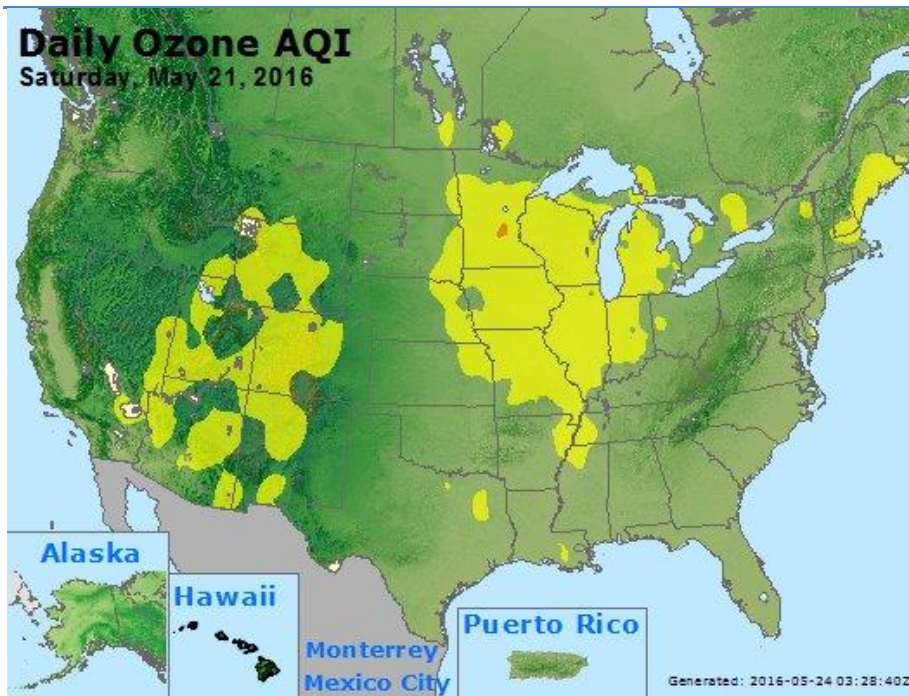 Daily Ozone AQI
Saturday, May 21, 2016
Alaska
Hawaii
Monterrey
Mexico City
Puerto Rico
Generated: 2016-05-24 03:28:40Z